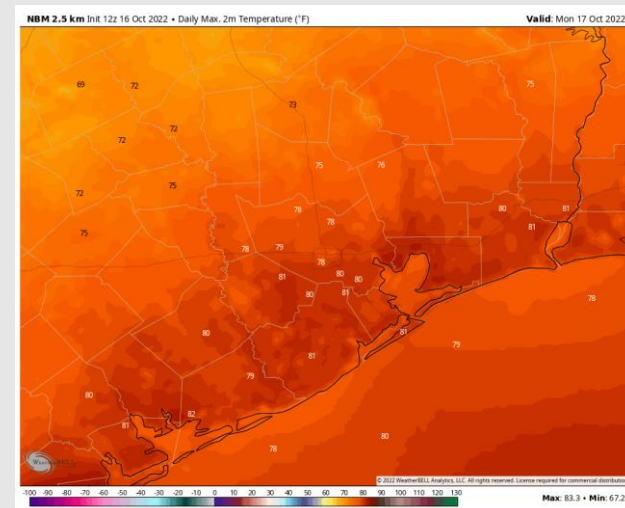 NBM 2.5 km Init 12z 16 Oct 2022 • Daily Max. 2m Temperature (°F) Valid: Mon 17 Oct 2022
69 72 73 75
72
72
75 76
72 75
78 80 81
78 81
75
78 79
78
81 80 80
80 81 78
80 81 79
81
79
80 82
81 80
78
WeatherBELL
© 2022 WeatherBELL Analytics, LLC. All rights reserved. License required for commercial distribution
-100 -90 -80 -70 -60 -50 -40 -30 -20 -10 0 10 20 30 40 50 60 70 80 90 100 110 120 130
Max: 83.3 • Min: 67.2